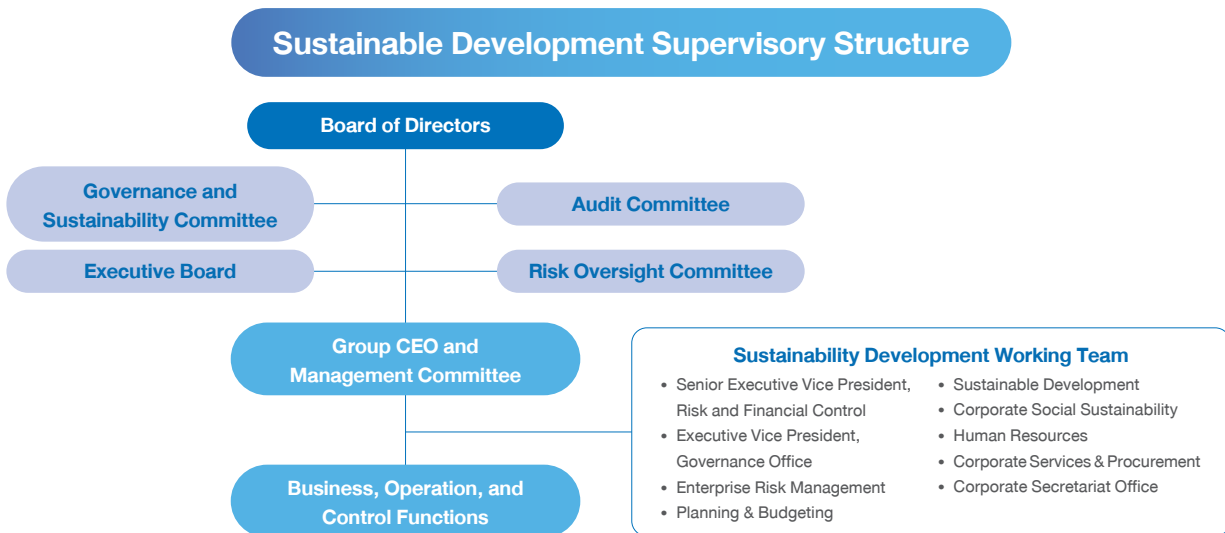 Sustainable Development Supervisory Structure
Board of Directors
Governance and
Sustainability Committee
Audit Committee
Executive Board
Risk Oversight Committee
Group CEO and
Management Committee
Business, Operation, and
Control Functions
Sustainability Development Working Team
• Senior Executive Vice President,
Risk and Financial Control
• Executive Vice President,
Governance Office
• Enterprise Risk Management
• Planning & Budgeting
• Sustainable Development
• Corporate Social Sustainability
• Human Resources
• Corporate Services & Procurement
• Corporate Secretariat Office